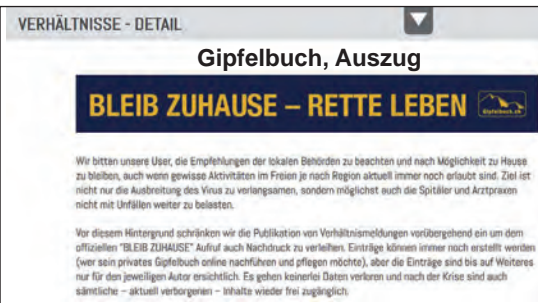 VERHÄLTNISSE - DETAIL
Gipfelbuch, Auszug
BLEIB ZUHAUSE – RETTE LEBEN
Gipfelbuch.ch
Wir bitten unsere User, die Empfehlungen der lokalen Behörden zu beachten und nach Möglichkeit zu Hause
zu bleiben, auch wenn gewisse Aktivitäten im Freien je nach Region aktuell immer noch erlaubt sind. Ziel ist
nicht nur die Ausbreitung des Virus zu verlangsamen, sondern möglichst auch die Spitäler und Arztpraxen
nicht mit Unfällen weiter zu belasten.
Vor diesem Hintergrund schränken wir die Publikation von Verhältnismeldungen vorübergehend ein um dem
offiziellen "BLEIB ZUHAUSE" Aufruf auch Nachdruck zu verleihen. Einträge können immer noch erstellt werden
(wer sein privates Gipfelbuch online nachführen und pflegen möchte), aber die Einträge sind bis auf Weiteres
nur für den jeweiligen Autor ersichtlich. Es gehen keinerlei Daten verloren und nach der Krise sind auch
sämtliche – aktuell verborgenen – Inhalte wieder frei zugänglich.